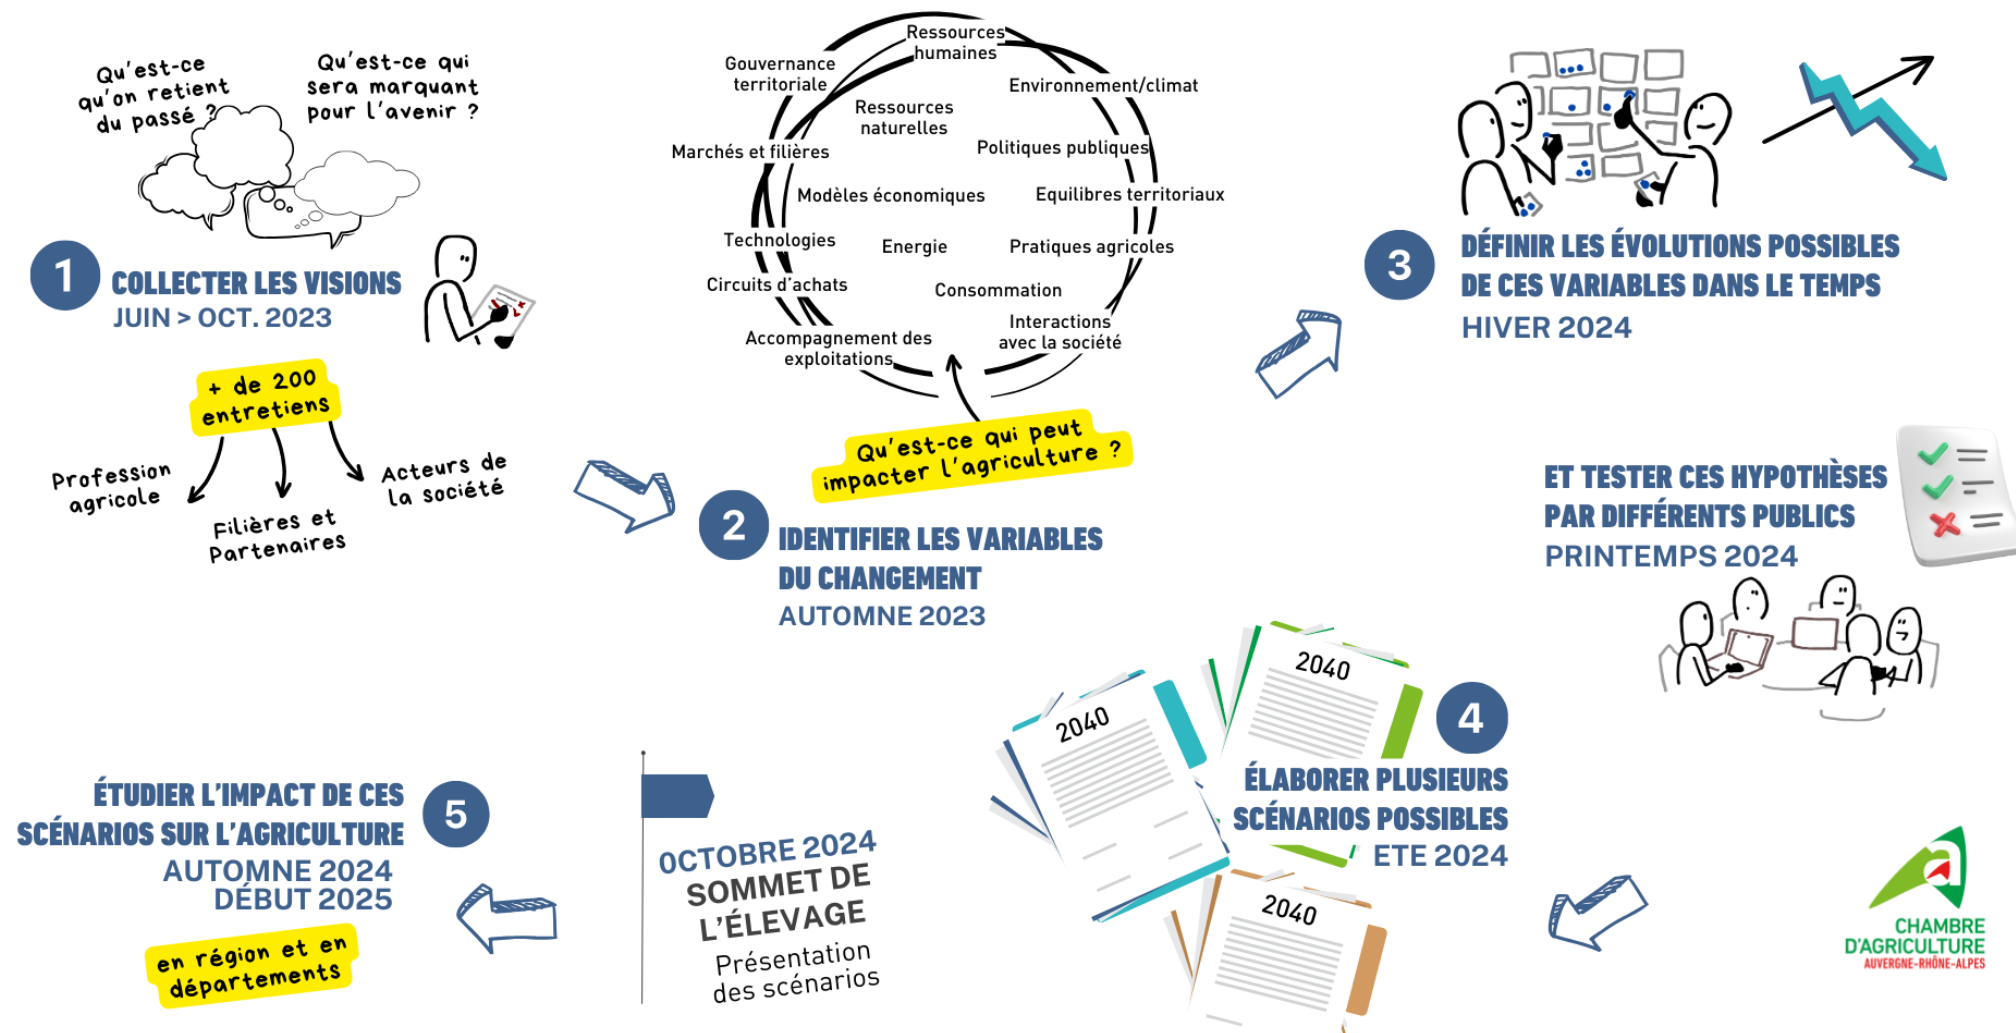 Qu'est-ce
qu'on retient
du passé ?
Qu'est-ce qui
sera marquant
pour l'avenir ?
1
COLLECTER LES VISIONS
JUIN > OCT. 2023
+ de 200
entretiens
Profession
agricole
Filières et
Partenaires
Acteurs de
la société
Ressources
humaines
Gouvernance
territoriale
Environnement/climat
Ressources
naturelles
Marchés et filières
Politiques publiques
Modèles économiques
Equilibres territoriaux
Technologies
Energie
Pratiques agricoles
Circuits d'achats
Consommation
Interactions
avec la société
Accompagnement des
exploitations
Qu'est-ce qui peut
impacter l'agriculture ?
2
IDENTIFIER LES VARIABLES
DU CHANGEMENT
AUTOMNE 2023
3
DÉFINIR LES ÉVOLUTIONS POSSIBLES
DE CES VARIABLES DANS LE TEMPS
HIVER 2024
ET TESTER CES HYPOTHÈSES
PAR DIFFÉRENTS PUBLICS
PRINTEMPS 2024
2040
2040
2040
4
ÉLABORER PLUSIEURS
SCÉNARIOS POSSIBLES
ETE 2024
OCTOBRE 2024
SOMMET DE
L'ÉLEVAGE
Présentation
des scénarios
5
ÉTUDIER L'IMPACT DE CES
SCÉNARIOS SUR L'AGRICULTURE
AUTOMNE 2024
DÉBUT 2025
en région et en
départements
CHAMBRE
D'AGRICULTURE
AUVERGNE-RHÔNE-ALPES